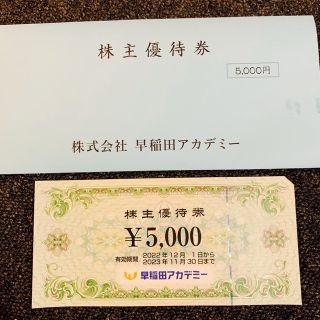 株主優待券
5,000円
株式会社 早稲田アカデミー
株主優待券
￥5,000
有効期間 2022年12月 1日から
2023年11月30日まで
早稲田アカデミー